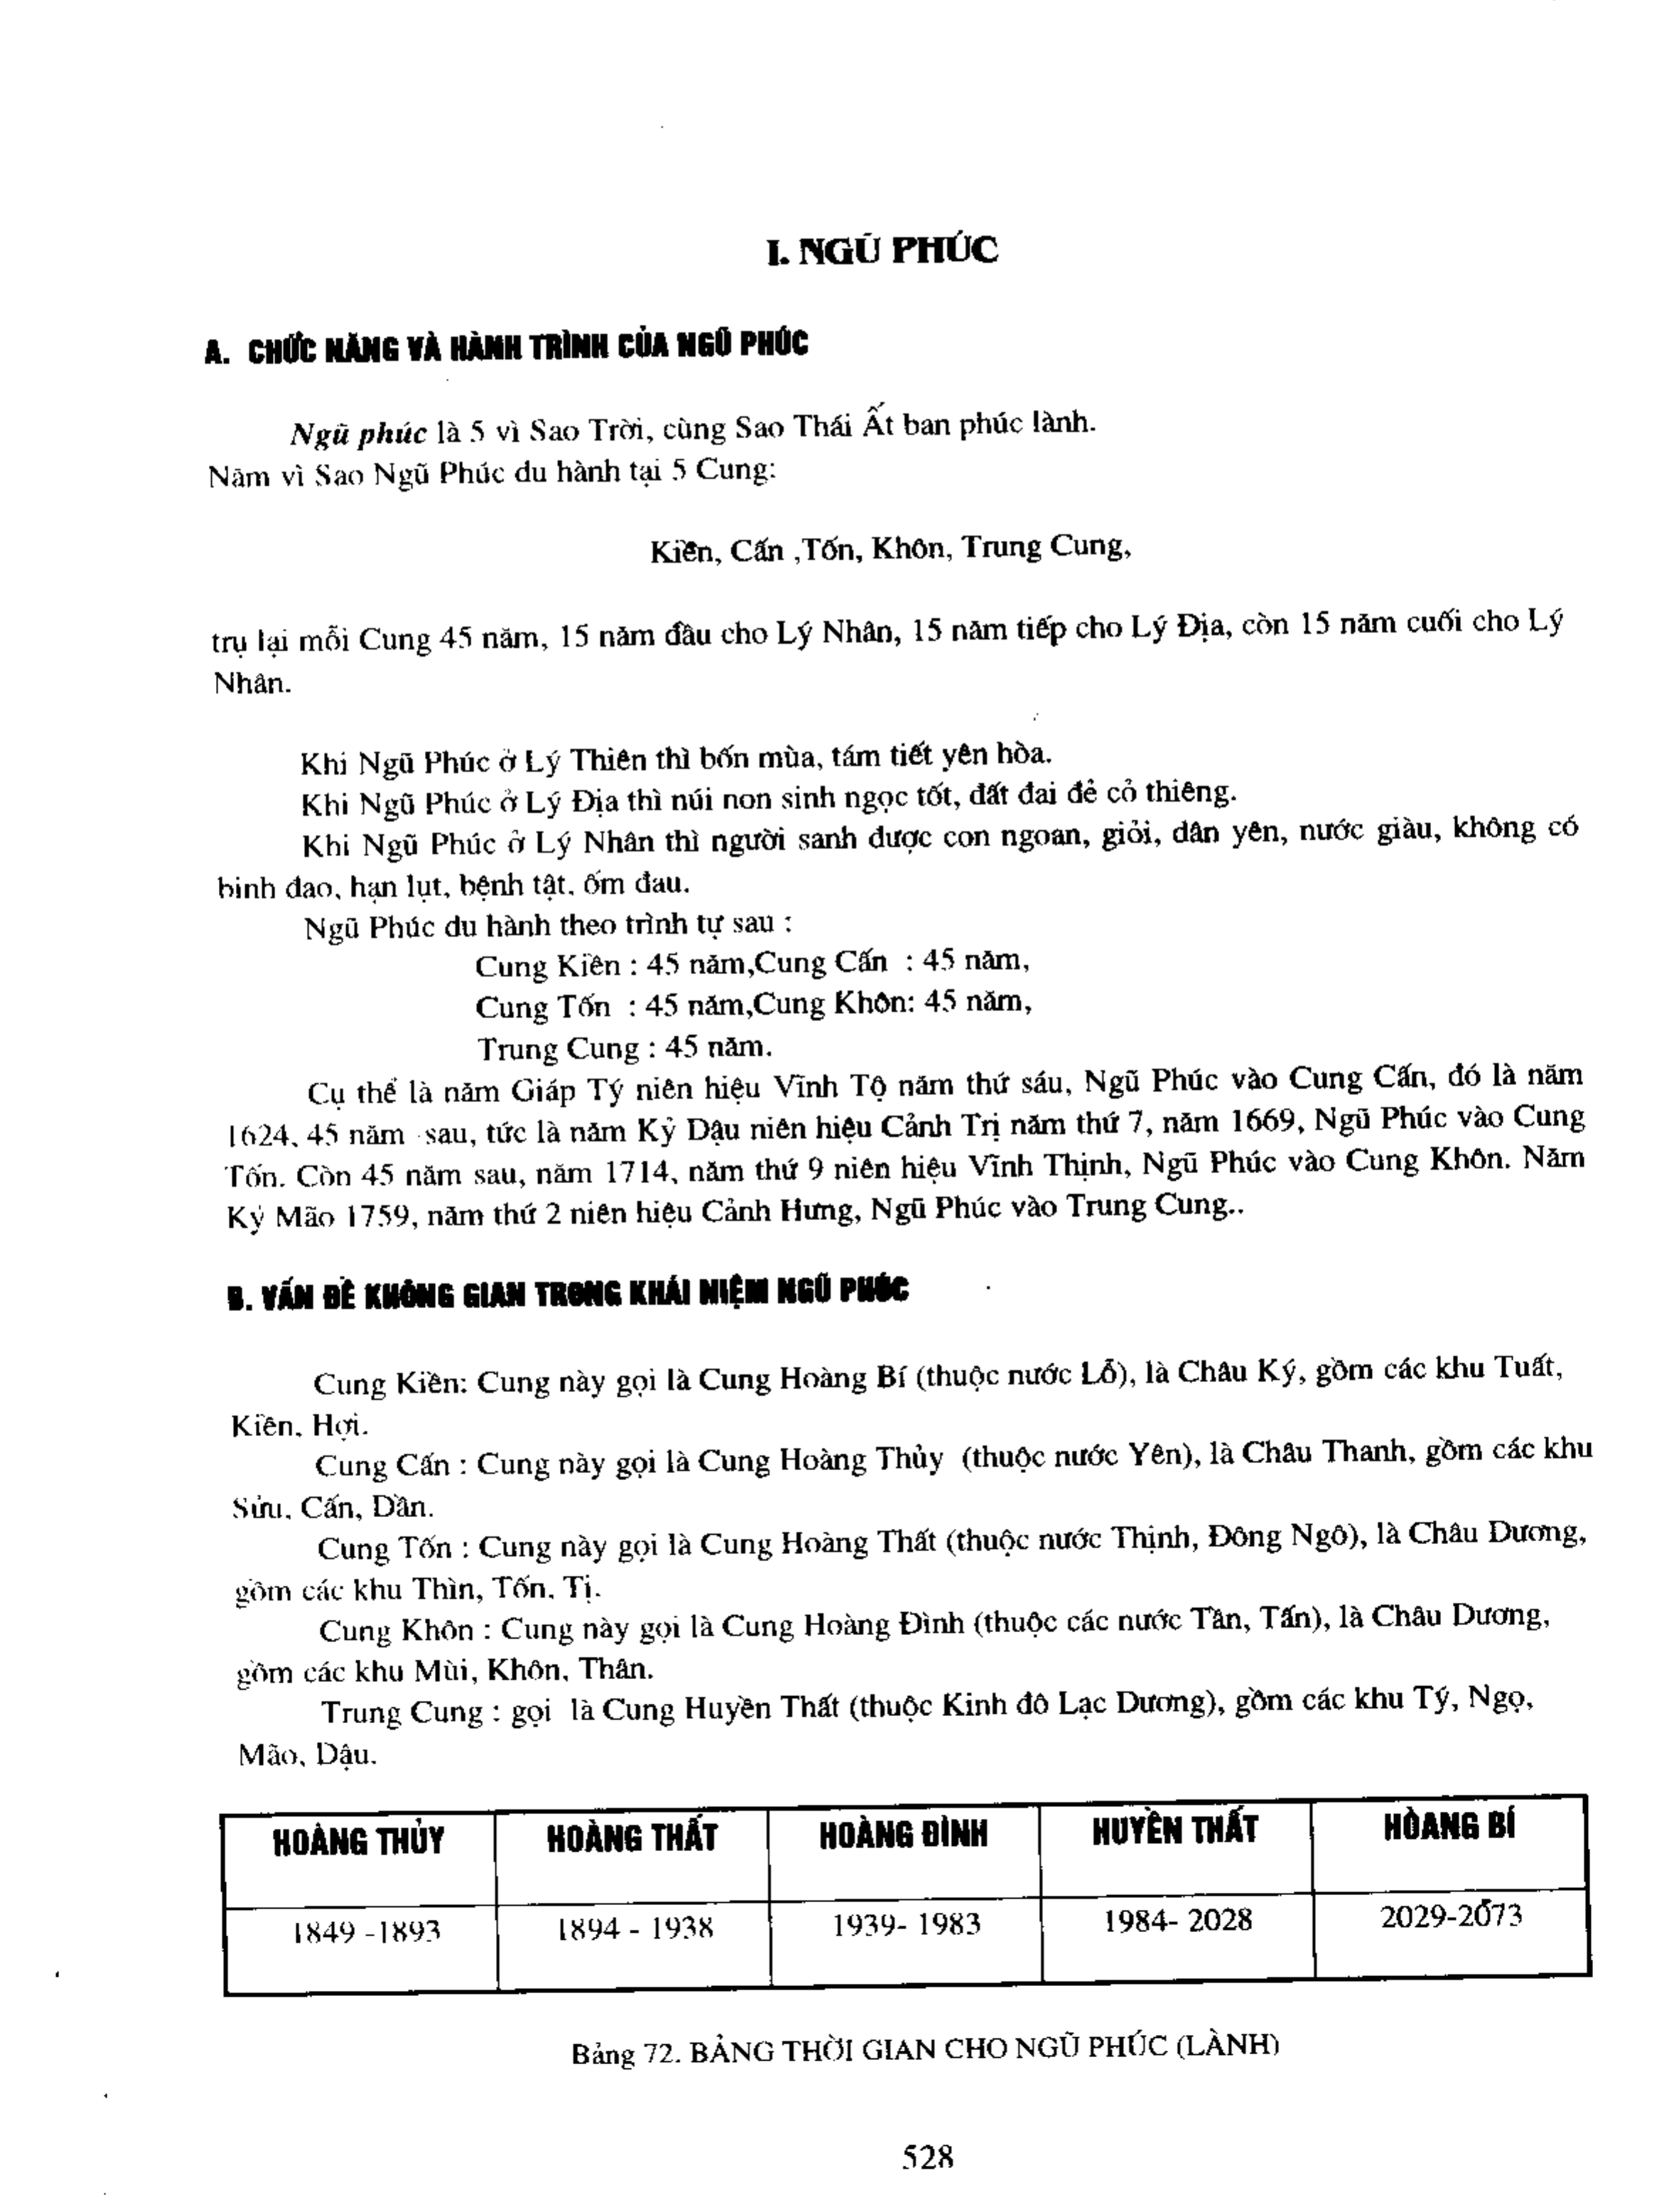 I. NGŨ PHÚC
A. CHỨC NĂNG VÀ HÀNH TRÌNH CỦA NGŨ PHÚC
Ngũ phúc là 5 vì Sao Trời, cùng Sao Thái Ất ban phúc lành.
Năm vì Sao Ngũ Phúc du hành tại 5 Cung:
Kiền, Cấn ,Tốn, Khôn, Trung Cung,
trụ lại mỗi Cung 45 năm, 15 năm đầu cho Lý Nhân, 15 năm tiếp cho Lý Địa, còn 15 năm cuối cho Lý
Nhân.
Khi Ngũ Phúc ở Lý Thiên thì bốn mùa, tám tiết yên hòa.
Khi Ngũ Phúc ở Lý Địa thì núi non sinh ngọc tốt, đất đai đẻ cỏ thiêng.
Khi Ngũ Phúc ở Lý Nhân thì người sanh được con ngoan, giỏi, dân yên, nước giàu, không có
binh đao, hạn lụt, bệnh tật, ốm đau.
Ngũ Phúc du hành theo trình tự sau :
Cung Kiền : 45 năm,Cung Cấn : 45 năm,
Cung Tốn : 45 năm,Cung Khôn: 45 năm,
Trung Cung : 45 năm.
Cụ thể là năm Giáp Tý niên hiệu Vĩnh Tộ năm thứ sáu, Ngũ Phúc vào Cung Cấn, đó là năm
1624, 45 năm sau, tức là năm Kỷ Dậu niên hiệu Cảnh Trị năm thứ 7, năm 1669, Ngũ Phúc vào Cung
Tốn. Còn 45 năm sau, năm 1714, năm thứ 9 niên hiệu Vĩnh Thịnh, Ngũ Phúc vào Cung Khôn. Năm
Kỷ Mão 1759, năm thứ 2 niên hiệu Cảnh Hưng, Ngũ Phúc vào Trung Cung..
B. VẤN ĐỀ KHÔNG GIAN TRONG KHÁI NIỆM NGŨ PHÚC
Cung Kiền: Cung này gọi là Cung Hoàng Bí (thuộc nước Lỗ), là Châu Ký, gồm các khu Tuất,
Kiền, Hợi.
Cung Cấn : Cung này gọi là Cung Hoàng Thủy (thuộc nước Yên), là Châu Thanh, gồm các khu
Sửu, Cấn, Dần.
Cung Tốn : Cung này gọi là Cung Hoàng Thất (thuộc nước Thịnh, Đông Ngô), là Châu Dương,
gồm các khu Thìn, Tốn, Tị.
Cung Khôn : Cung này gọi là Cung Hoàng Đình (thuộc các nước Tần, Tấn), là Châu Dương,
gồm các khu Mùi, Khôn, Thân.
Trung Cung : gọi là Cung Huyền Thất (thuộc Kinh đô Lạc Dương), gồm các khu Tý, Ngọ,
Mão, Dậu.
HOÀNG THỦY HOÀNG THẤT HOÀNG ĐÌNH HUYỀN THẤT HÒANG BÍ
1849 -1893 1894 - 1938 1939- 1983 1984- 2028 2029-2073
Bảng 72. BẢNG THỜI GIAN CHO NGŨ PHÚC (LÀNH)
528